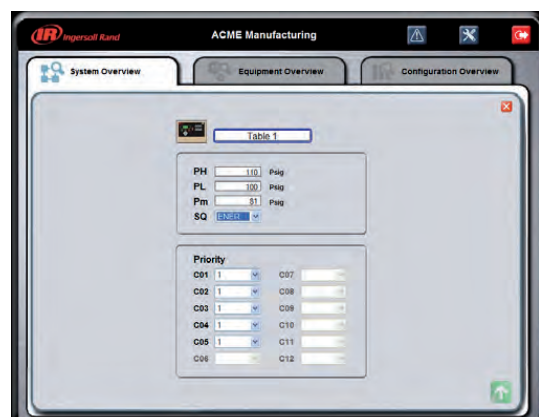 IR Ingersoll Rand
ACME Manufacturing
System Overview
Equipment Overview
Configuration Overview
Table 1
PH 110 Psig
PL 100 Psig
Pm 81 Psig
SQ ENER
Priority
C01 1 C07
C02 1 C08
C03 1 C09
C04 1 C10
C05 1 C11
C06 C12